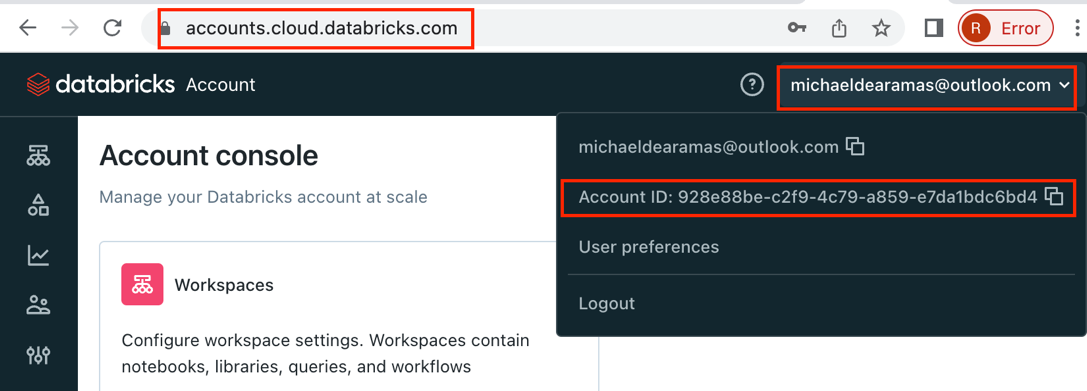 accounts.cloud.databricks.com
R Error
databricks Account
? michaeldearamas@outlook.com
michaeldearamas@outlook.com
Account ID: 928e88be-c2f9-4c79-a859-e7da1bdc6bd4
User preferences
Logout
Account console
Manage your Databricks account at scale
Workspaces
Configure workspace settings. Workspaces contain
notebooks, libraries, queries, and workflows